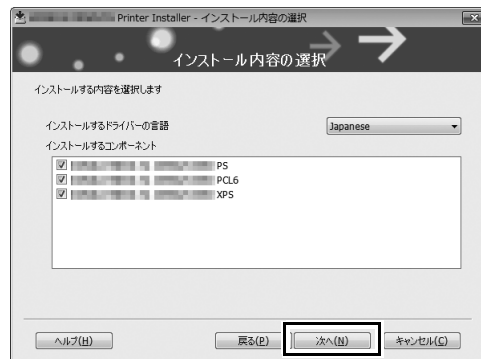 Printer Installer - インストール内容の選択
インストール内容の選択
インストールする内容を選択します
インストールするドライバーの言語 Japanese
インストールするコンポーネント
PS
PCL6
XPS
ヘルプ(H) 戻る(P) 次へ(N) キャンセル(C)